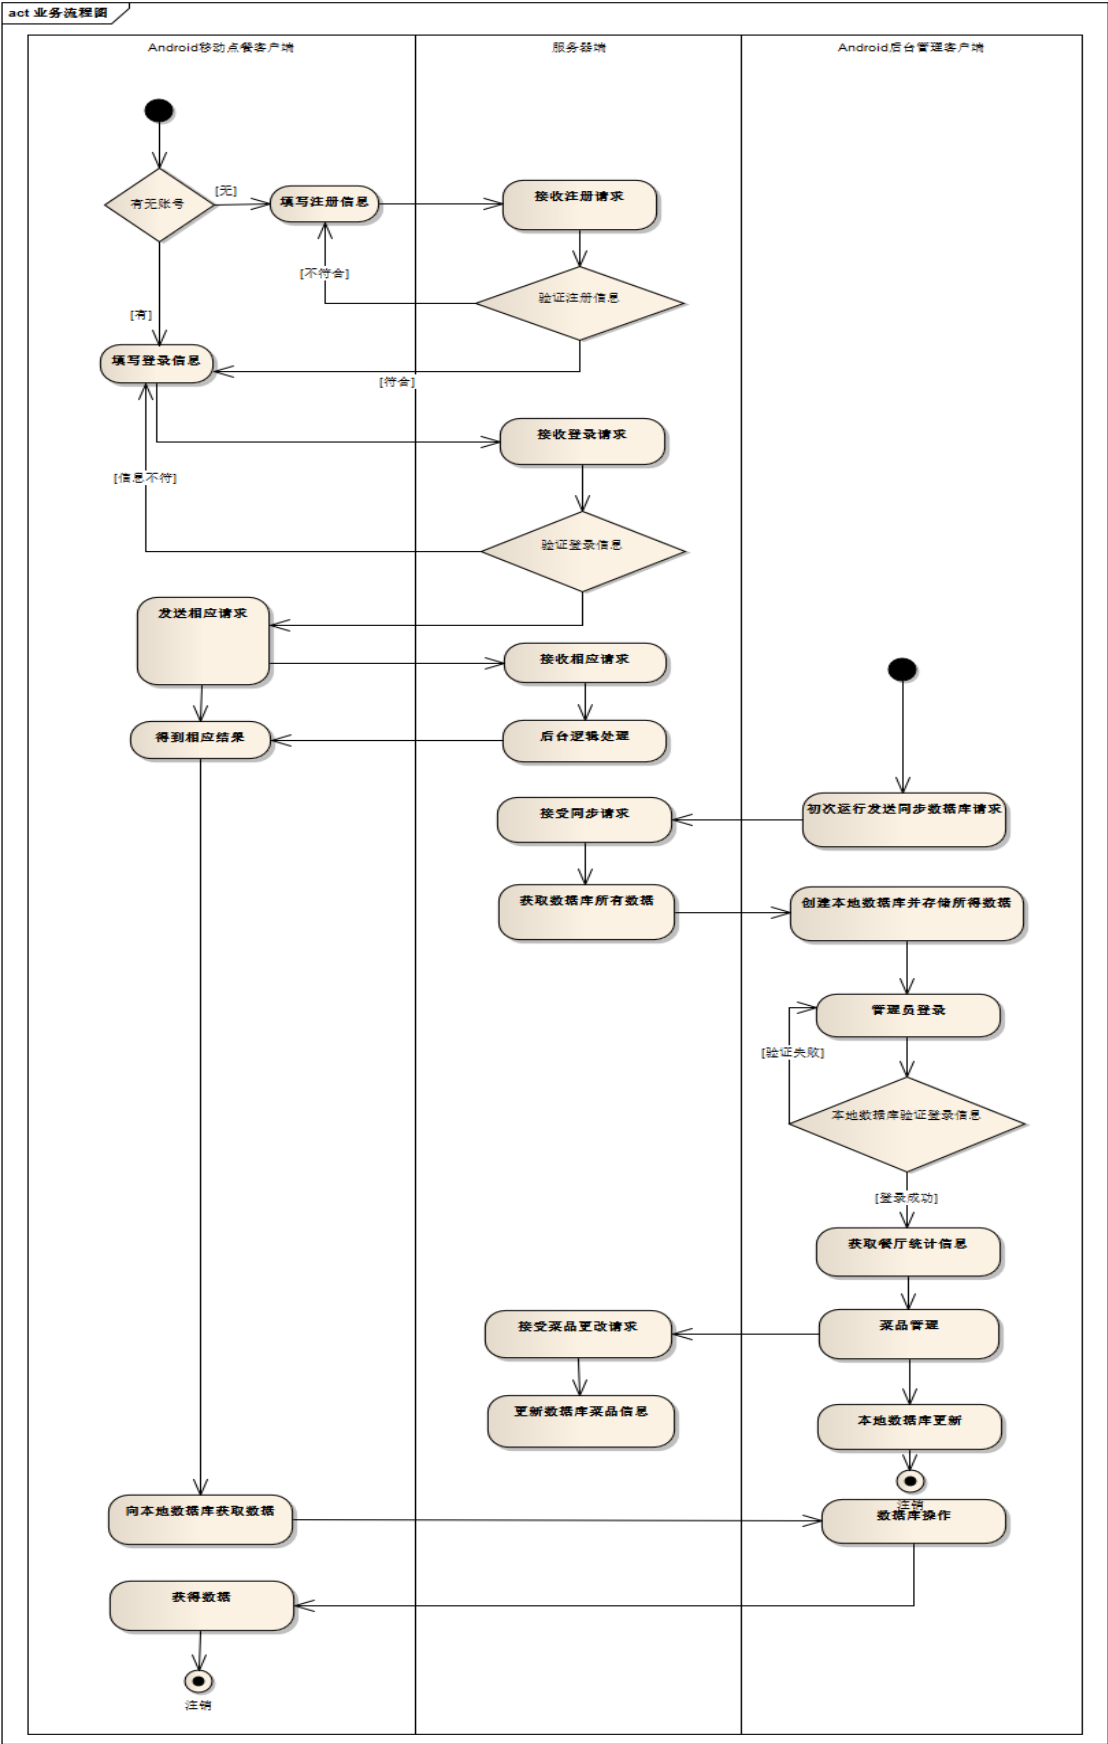 act 业务流程图
Android移动点餐客户端
服务器端
Android后台管理客户端
有无账号
[无]
填写注册信息
接收注册请求
[不符合]
验证注册信息
[有]
填写登录信息
[符合]
接收登录请求
[信息不符]
验证登录信息
发送相应请求
接收相应请求
得到相应结果
后台逻辑处理
接受同步请求
初次运行发送同步数据库请求
获取数据库所有数据
创建本地数据库并存储所得数据
管理员登录
[验证失败]
本地数据库验证登录信息
[登录成功]
获取餐厅统计信息
接受菜品更改请求
菜品管理
更新数据库菜品信息
本地数据库更新
注销
向本地数据库获取数据
数据库操作
获得数据
注销